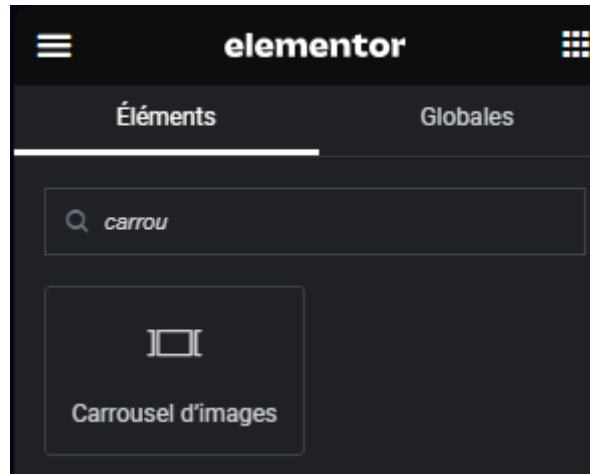 elementor
Éléments
Globales
carrou
Carrousel d'images